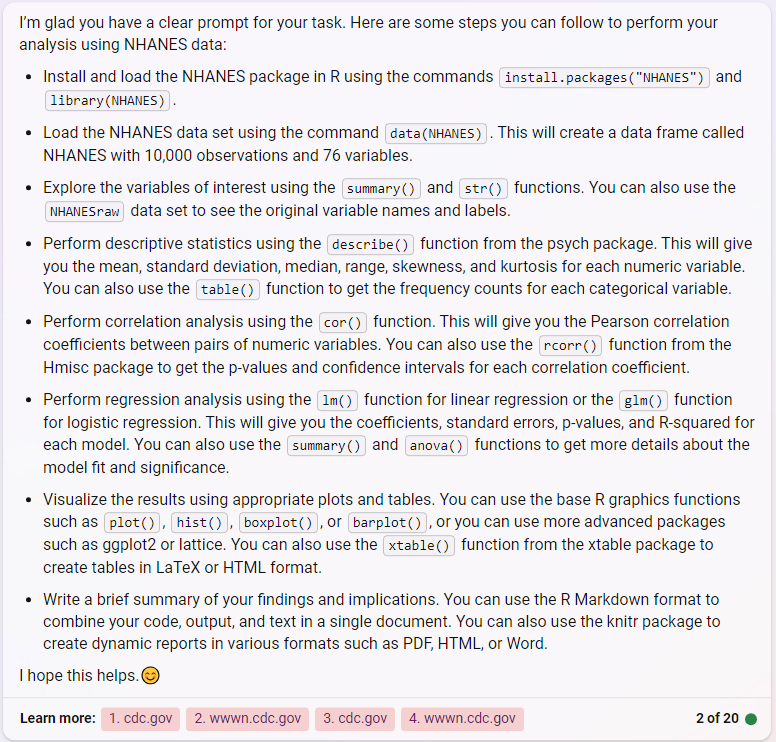 I'm glad you have a clear prompt for your task. Here are some steps you can follow to perform your
analysis using NHANES data:
• Install and load the NHANES package in R using the commands install.packages("NHANES") and
library(NHANES) .
• Load the NHANES data set using the command data(NHANES) . This will create a data frame called
NHANES with 10,000 observations and 76 variables.
• Explore the variables of interest using the summary() and str() functions. You can also use the
NHANESraw data set to see the original variable names and labels.
• Perform descriptive statistics using the describe() function from the psych package. This will give
you the mean, standard deviation, median, range, skewness, and kurtosis for each numeric variable.
You can also use the table() function to get the frequency counts for each categorical variable.
• Perform correlation analysis using the cor() function. This will give you the Pearson correlation
coefficients between pairs of numeric variables. You can also use the rcorr() function from the
Hmisc package to get the p-values and confidence intervals for each correlation coefficient.
• Perform regression analysis using the lm() function for linear regression or the glm() function
for logistic regression. This will give you the coefficients, standard errors, p-values, and R-squared for
each model. You can also use the summary() and anova() functions to get more details about the
model fit and significance.
• Visualize the results using appropriate plots and tables. You can use the base R graphics functions
such as plot() , hist() , boxplot() , or barplot() , or you can use more advanced packages
such as ggplot2 or lattice. You can also use the xtable() function from the xtable package to
create tables in LaTeX or HTML format.
• Write a brief summary of your findings and implications. You can use the R Markdown format to
combine your code, output, and text in a single document. You can also use the knitr package to
create dynamic reports in various formats such as PDF, HTML, or Word.
I hope this helps.😊
Learn more: 1. cdc.gov 2. wwwn.cdc.gov 3. cdc.gov 4. wwwn.cdc.gov 2 of 20